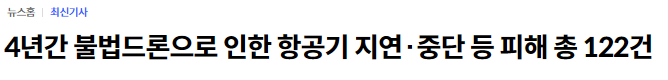 뉴스홈 | 최신기사
4년간 불법드론으로 인한 항공기 지연·중단 등 피해 총 122건